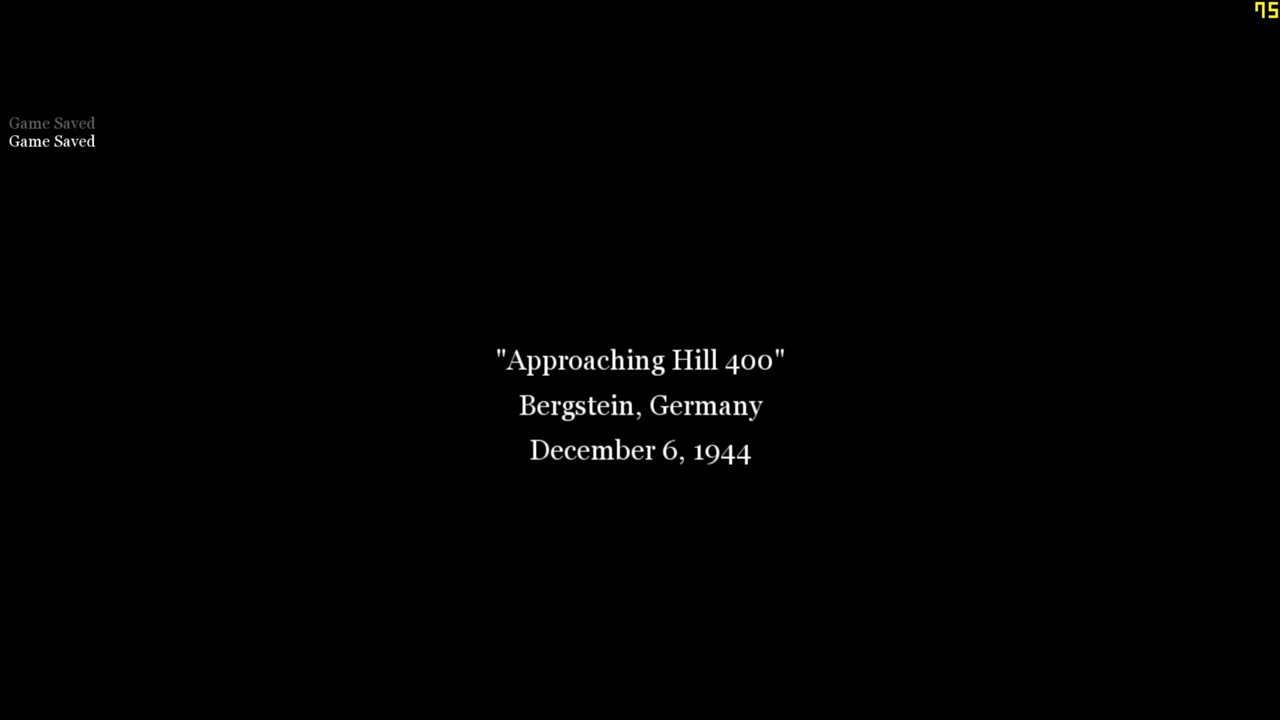 75
Game Saved
Game Saved
"Approaching Hill 400"
Bergstein, Germany
December 6, 1944